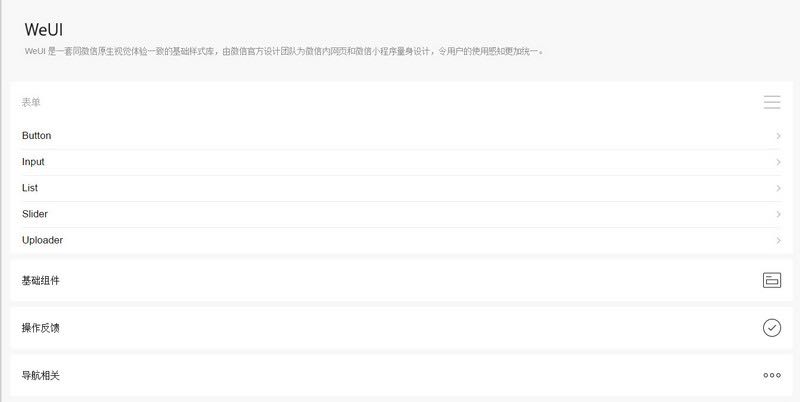 WeUI
WeUI 是一套同微信原生视觉体验一致的基础样式库，由微信官方设计团队为微信内网页和微信小程序量身设计，令用户的使用感知更加统一。
表单
Button
Input
List
Slider
Uploader
基础组件
操作反馈
导航相关